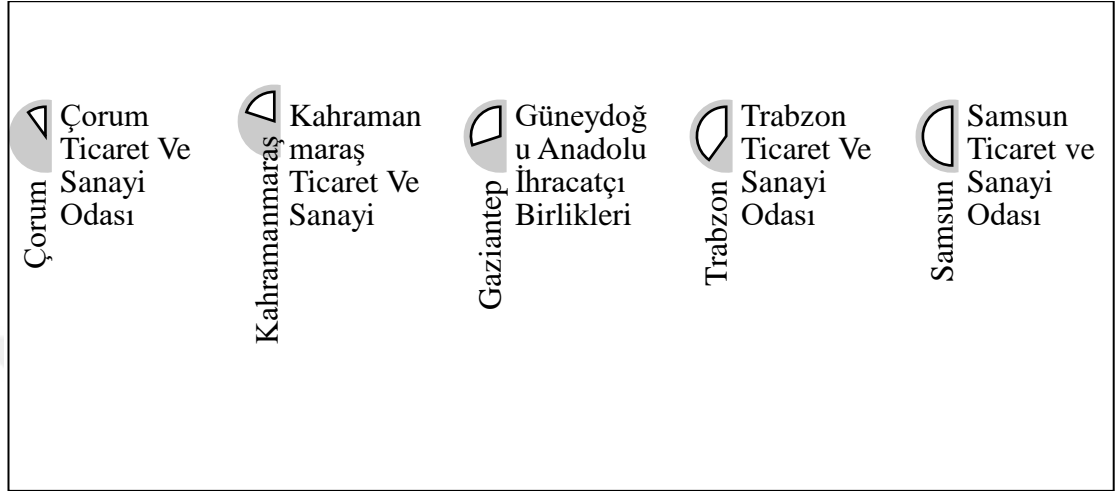 Çorum
Çorum
Ticaret Ve
Sanayi
Odası
Kahramanmaraş
Kahraman
maraş
Ticaret Ve
Sanayi
Gaziantep
Güneydoğ
u Anadolu
İhracatçı
Birlikleri
Trabzon
Trabzon
Ticaret Ve
Sanayi
Odası
Samsun
Samsun
Ticaret ve
Sanayi
Odası